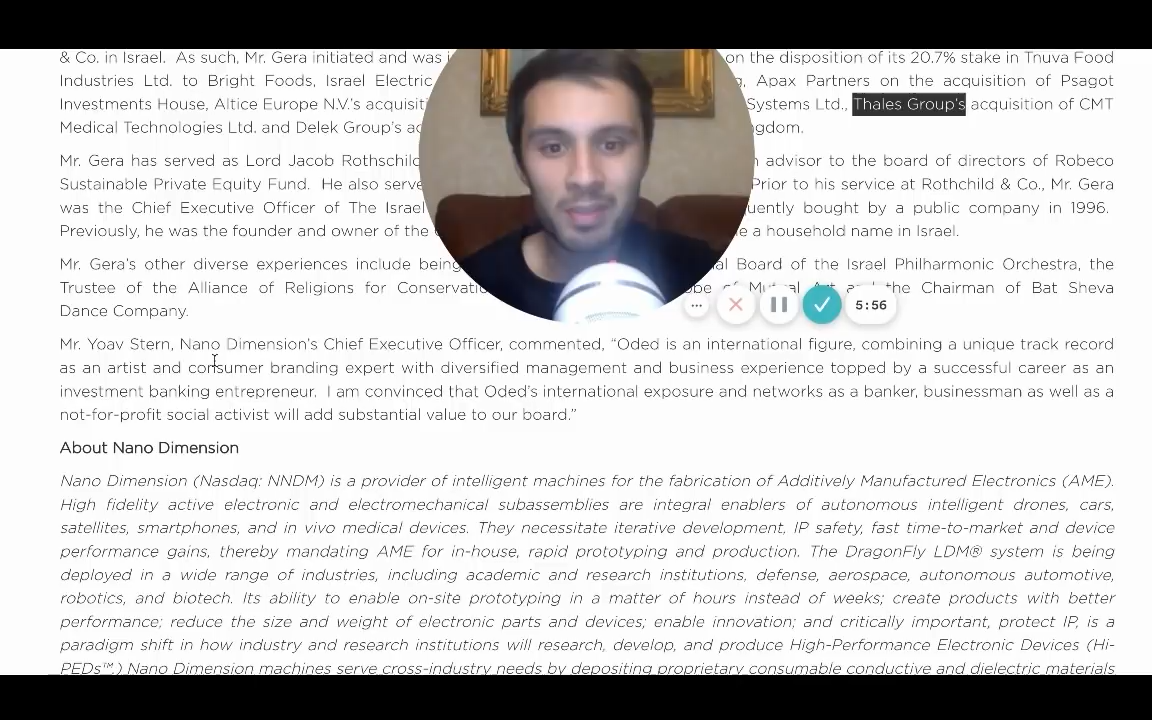 & Co. in Israel. As such, Mr. Gera initiated and was on the disposition of its 20.7% stake in Tnuva Food
Industries Ltd. to Bright Foods, Israel Electric Apax Partners on the acquisition of Psagot
Investments House, Altice Europe N.V.'s Systems Ltd., Thales Group's acquisition of CMT
Medical Technologies Ltd. and Delek Group's
Mr. Gera has served as Lord Jacob advisor to the board of directors of Robeco
Sustainable Private Equity Fund. He also Prior to his service at Rothchild & Co., Mr. Gera
was the Chief Executive Officer of The Israel bought by a public company in 1996.
Previously, he was the founder and owner of the a household name in Israel.
Mr. Gera's other diverse experiences include being Board of the Israel Philharmonic Orchestra, the
Trustee of the Alliance of Religions for of Mutual Art and the Chairman of Bat Sheva
Dance Company.
5:56
Mr. Yoav Stern, Nano Dimension's Chief Executive Officer, commented, “Oded is an international figure, combining a unique track record
as an artist and consumer branding expert with diversified management and business experience topped by a successful career as an
investment banking entrepreneur. I am convinced that Oded's international exposure and networks as a banker, businessman as well as a
not-for-profit social activist will add substantial value to our board.”
About Nano Dimension
Nano Dimension (Nasdaq: NNDM) is a provider of intelligent machines for the fabrication of Additively Manufactured Electronics (AME).
High fidelity active electronic and electromechanical subassemblies are integral enablers of autonomous intelligent drones, cars,
satellites, smartphones, and in vivo medical devices. They necessitate iterative development, IP safety, fast time-to-market and device
performance gains, thereby mandating AME for in-house, rapid prototyping and production. The DragonFly LDM® system is being
deployed in a wide range of industries, including academic and research institutions, defense, aerospace, autonomous automotive,
robotics, and biotech. Its ability to enable on-site prototyping in a matter of hours instead of weeks; create products with better
performance; reduce the size and weight of electronic parts and devices; enable innovation; and critically important, protect IP, is a
paradigm shift in how industry and research institutions will research, develop, and produce High-Performance Electronic Devices (Hi-
PEDs™.) Nano Dimension machines serve cross-industry needs by depositing proprietary consumable conductive and dielectric materials